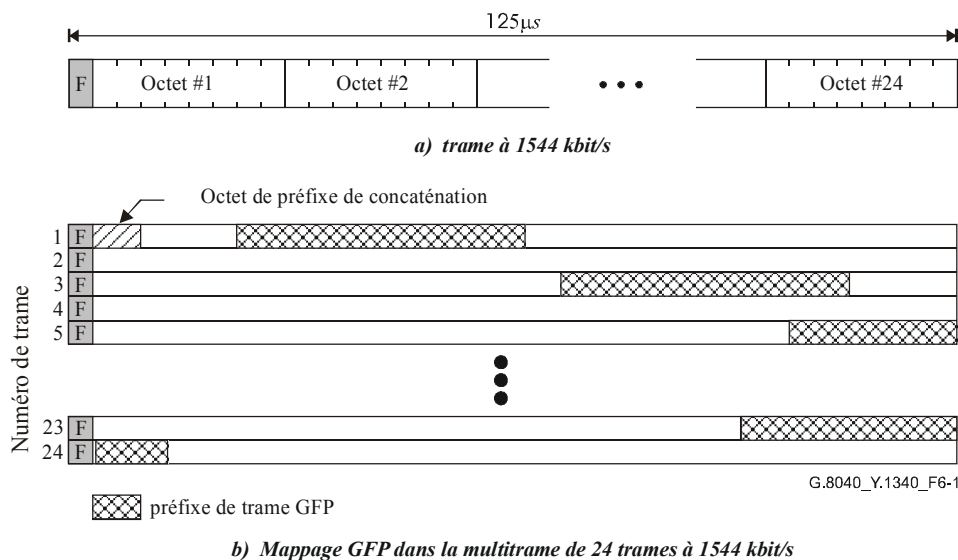 125µs
F Octet #1 Octet #2 ••• Octet #24
a) trame à 1544 kbit/s
Octet de préfixe de concaténation
Numéro de trame
1 F
2 F
3 F
4 F
5 F
23 F
24 F
G.8040_Y.1340_F6-1
préfixe de trame GFP
b) Mappage GFP dans la multitrame de 24 trames à 1544 kbit/s